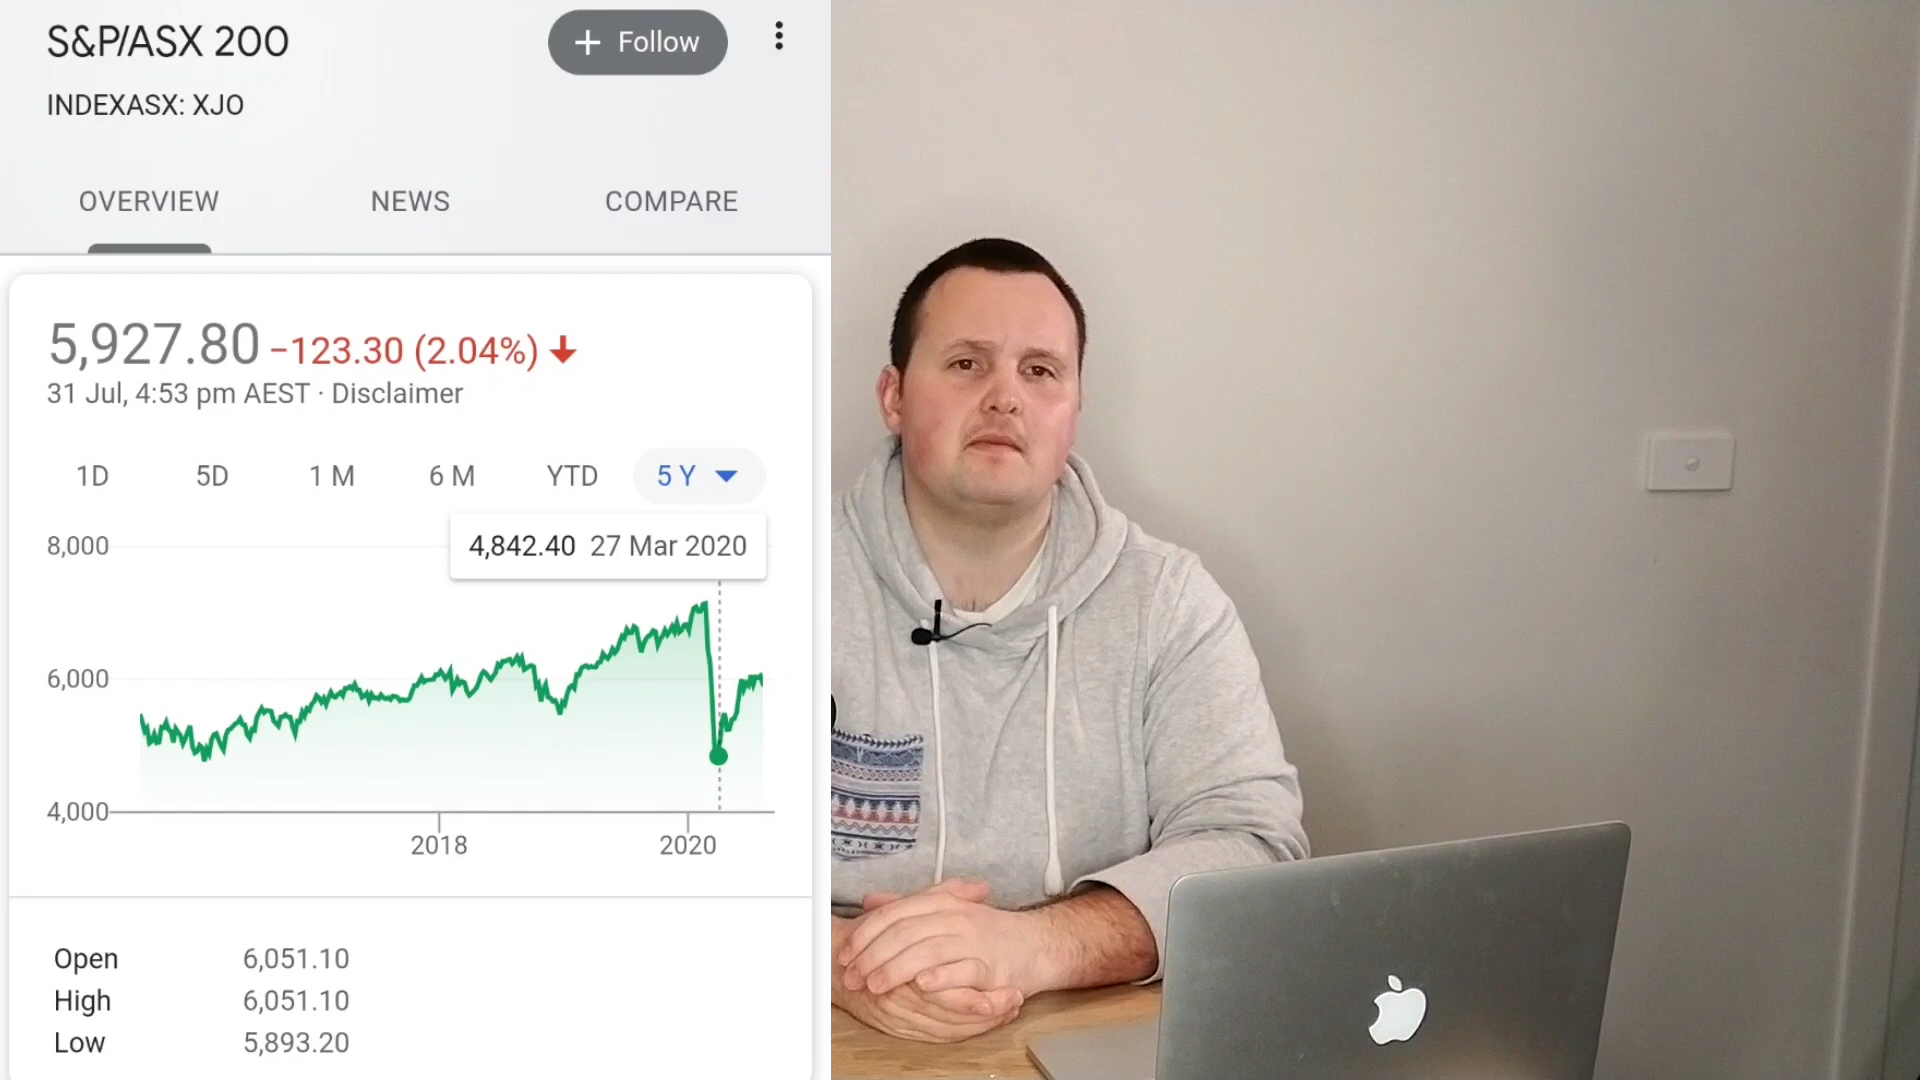 S&P/ASX 200
+ Follow
INDEXASX: XJO
OVERVIEW NEWS COMPARE
5,927.80 −123.30 (2.04%)
31 Jul, 4:53 pm AEST · Disclaimer
1D 5D 1 M 6 M YTD 5 Y
4,842.40 27 Mar 2020
8,000
6,000
4,000
2018 2020
Open 6,051.10
High 6,051.10
Low 5,893.20